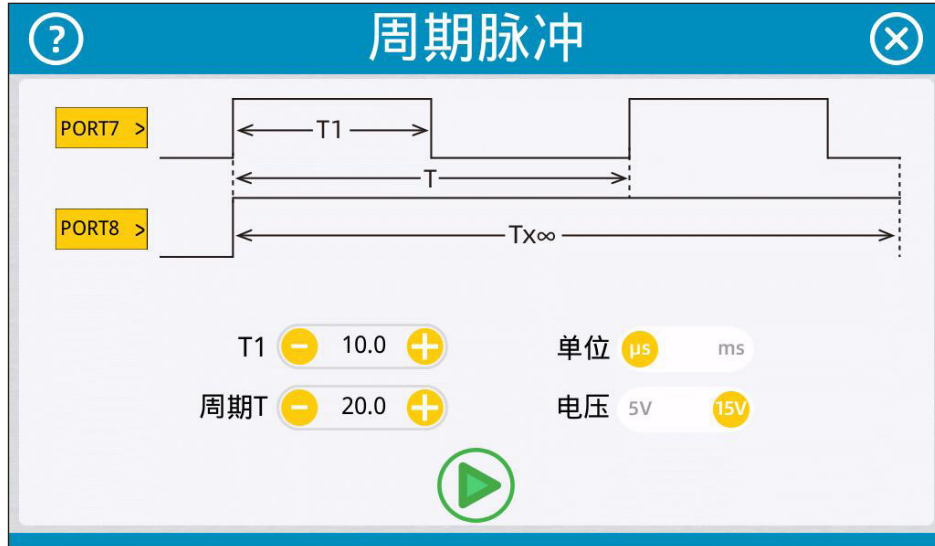 ?
周期脉冲
PORT7 >
T1
T
PORT8 >
Tx∞
T1 − 10.0 + 单位 μs ms
周期T − 20.0 + 电压 5V 15V